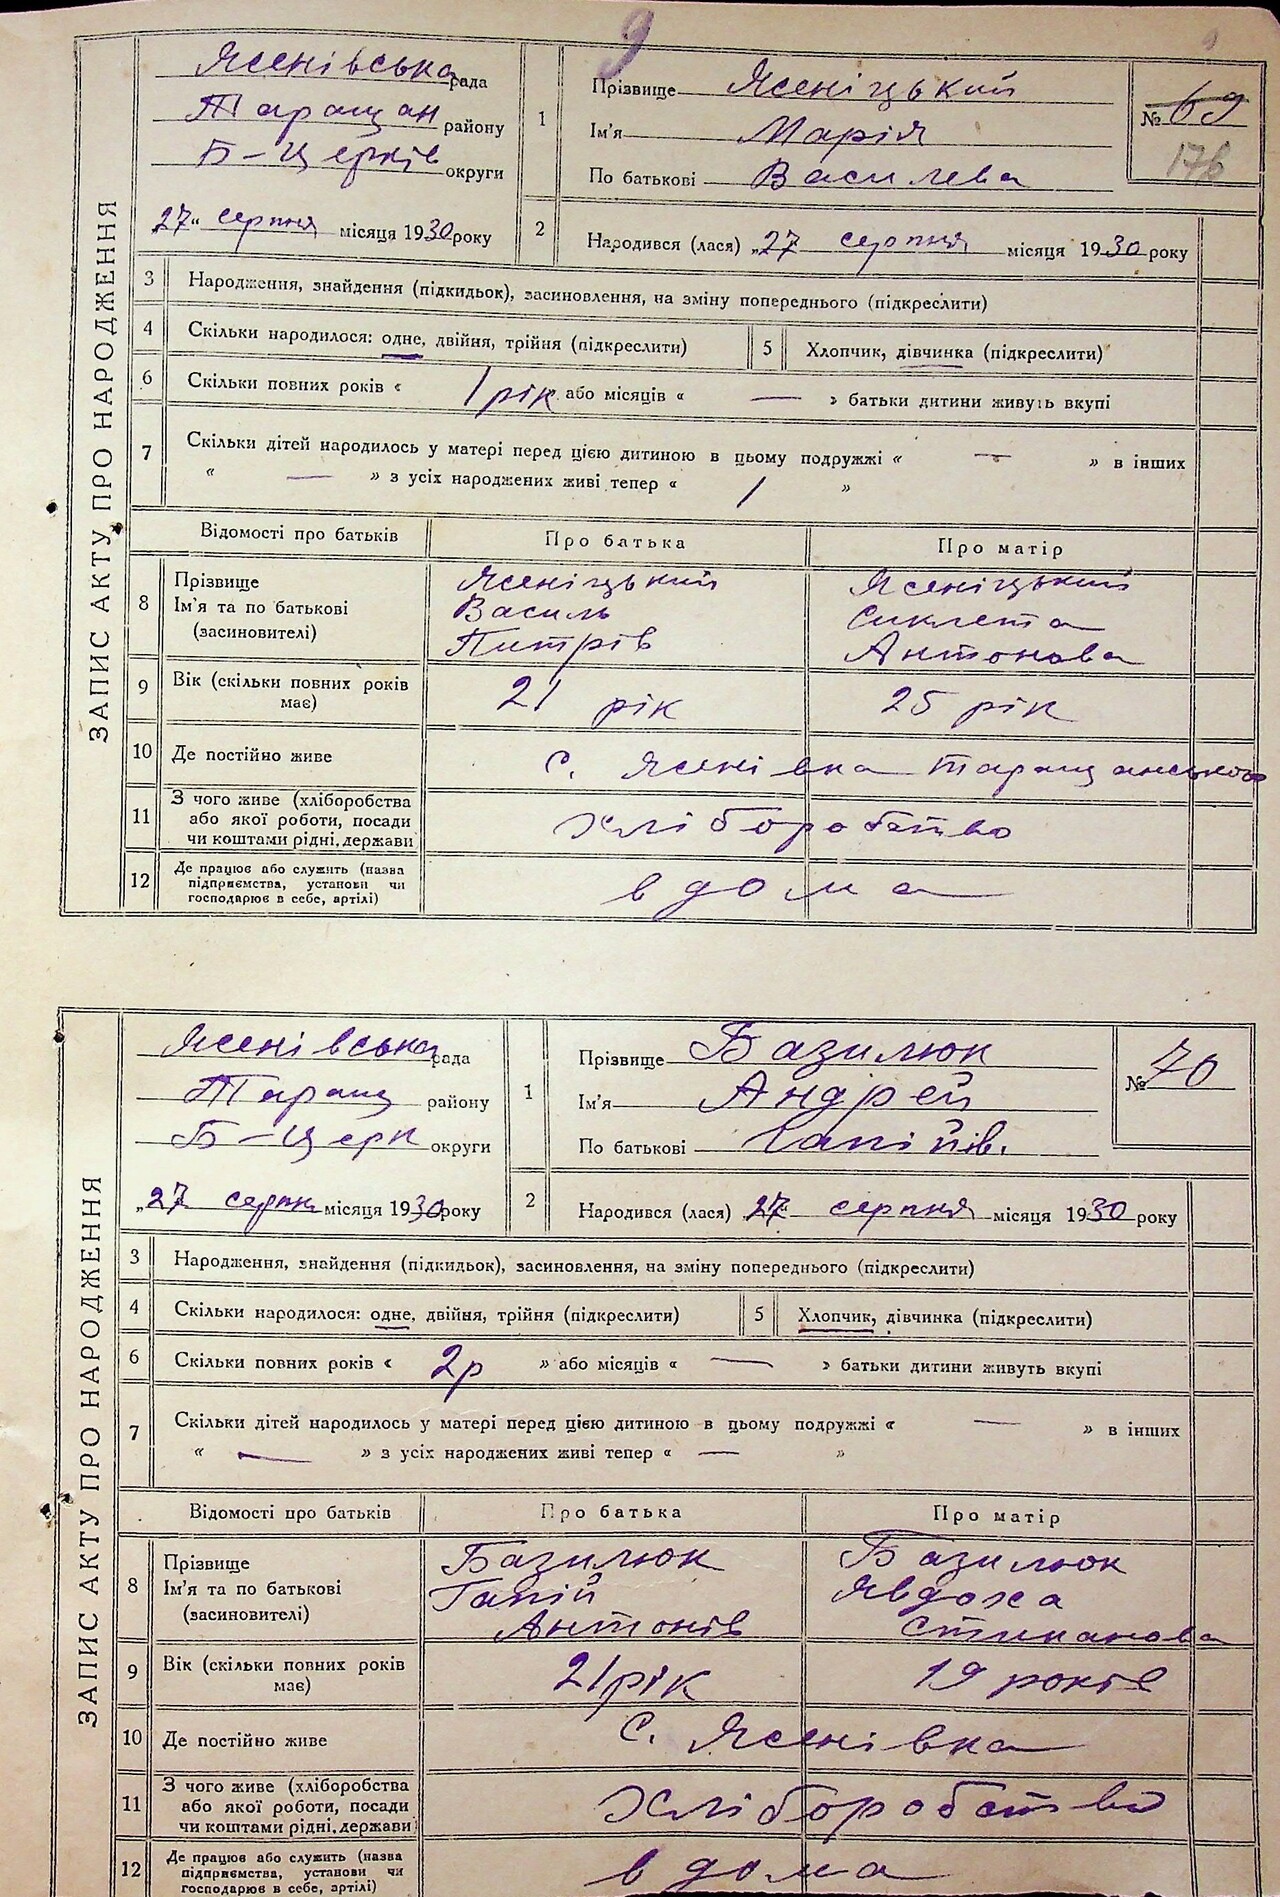 9
9
ЗАПИС АКТУ ПРО НАРОДЖЕННЯ
Ясенівська рада
Таращан району
Б-Церків округи
27 серпня місяця 1930 року
1
Прізвище Ясеніцький
Ім'я Марія
По батькові Василева
№ 69
176
2
Народився (лася) „27 серпня місяця 1930 року
3 Народження, знайдення (підкидьок), засиновлення, на зміну попереднього (підкреслити)
4 Скільки народилося: одне, двійня, трійня (підкреслити)
5 Хлопчик, дівчинка (підкреслити)
6 Скільки повних років « 1 рік або місяців « — » батьки дитини живуть вкупі
7 Скільки дітей народилось у матері перед цією дитиною в цьому подружжі « — » в інших
« — » з усіх народжених живі тепер « 1 »
Відомості про батьків Про батька Про матір
8
Прізвище Ясеніцький Ясеніцький
Ім'я та по батькові Василь Сиклета
(засиновителі) Питрів Антонова
9 Вік (скільки повних років має) 21 рік 25 рік
10 Де постійно живе с. Ясенівка Таращанського
11 З чого живе (хліборобства
або якої роботи, посади
чи коштами рідні, держави
хліборобство
12 Де працює або служить (назва
підприємства, установи чи
господарює в себе, артілі)
вдома
ЗАПИС АКТУ ПРО НАРОДЖЕННЯ
Ясенівська рада
Таращ району
Б-Церк округи
„27 серпн місяця 1930 року
1
Прізвище Базилюк
Ім'я Андрей
По батькові Гапійів.
№ 70
2
Народився (лася) „27 серпня місяця 1930 року
3 Народження, знайдення (підкидьок), засиновлення, на зміну попереднього (підкреслити)
4 Скільки народилося: одне, двійня, трійня (підкреслити)
5 Хлопчик, дівчинка (підкреслити)
6 Скільки повних років « 2р » або місяців « — » батьки дитини живуть вкупі
7 Скільки дітей народилось у матері перед цією дитиною в цьому подружжі « — » в інших
« — » з усіх народжених живі тепер « — »
Відомості про батьків Про батька Про матір
8
Прізвище Базилюк Базилюк
Ім'я та по батькові Гапій Явдоха
(засиновителі) Антонів Стипанова
9 Вік (скільки повних років має) 21 рік 19 років
10 Де постійно живе С. Ясенівка
11 З чого живе (хліборобства
або якої роботи, посади
чи коштами рідні, держави
хліборобство
12 Де працює або служить (назва
підприємства, установи чи
господарює в себе, артілі)
вдома